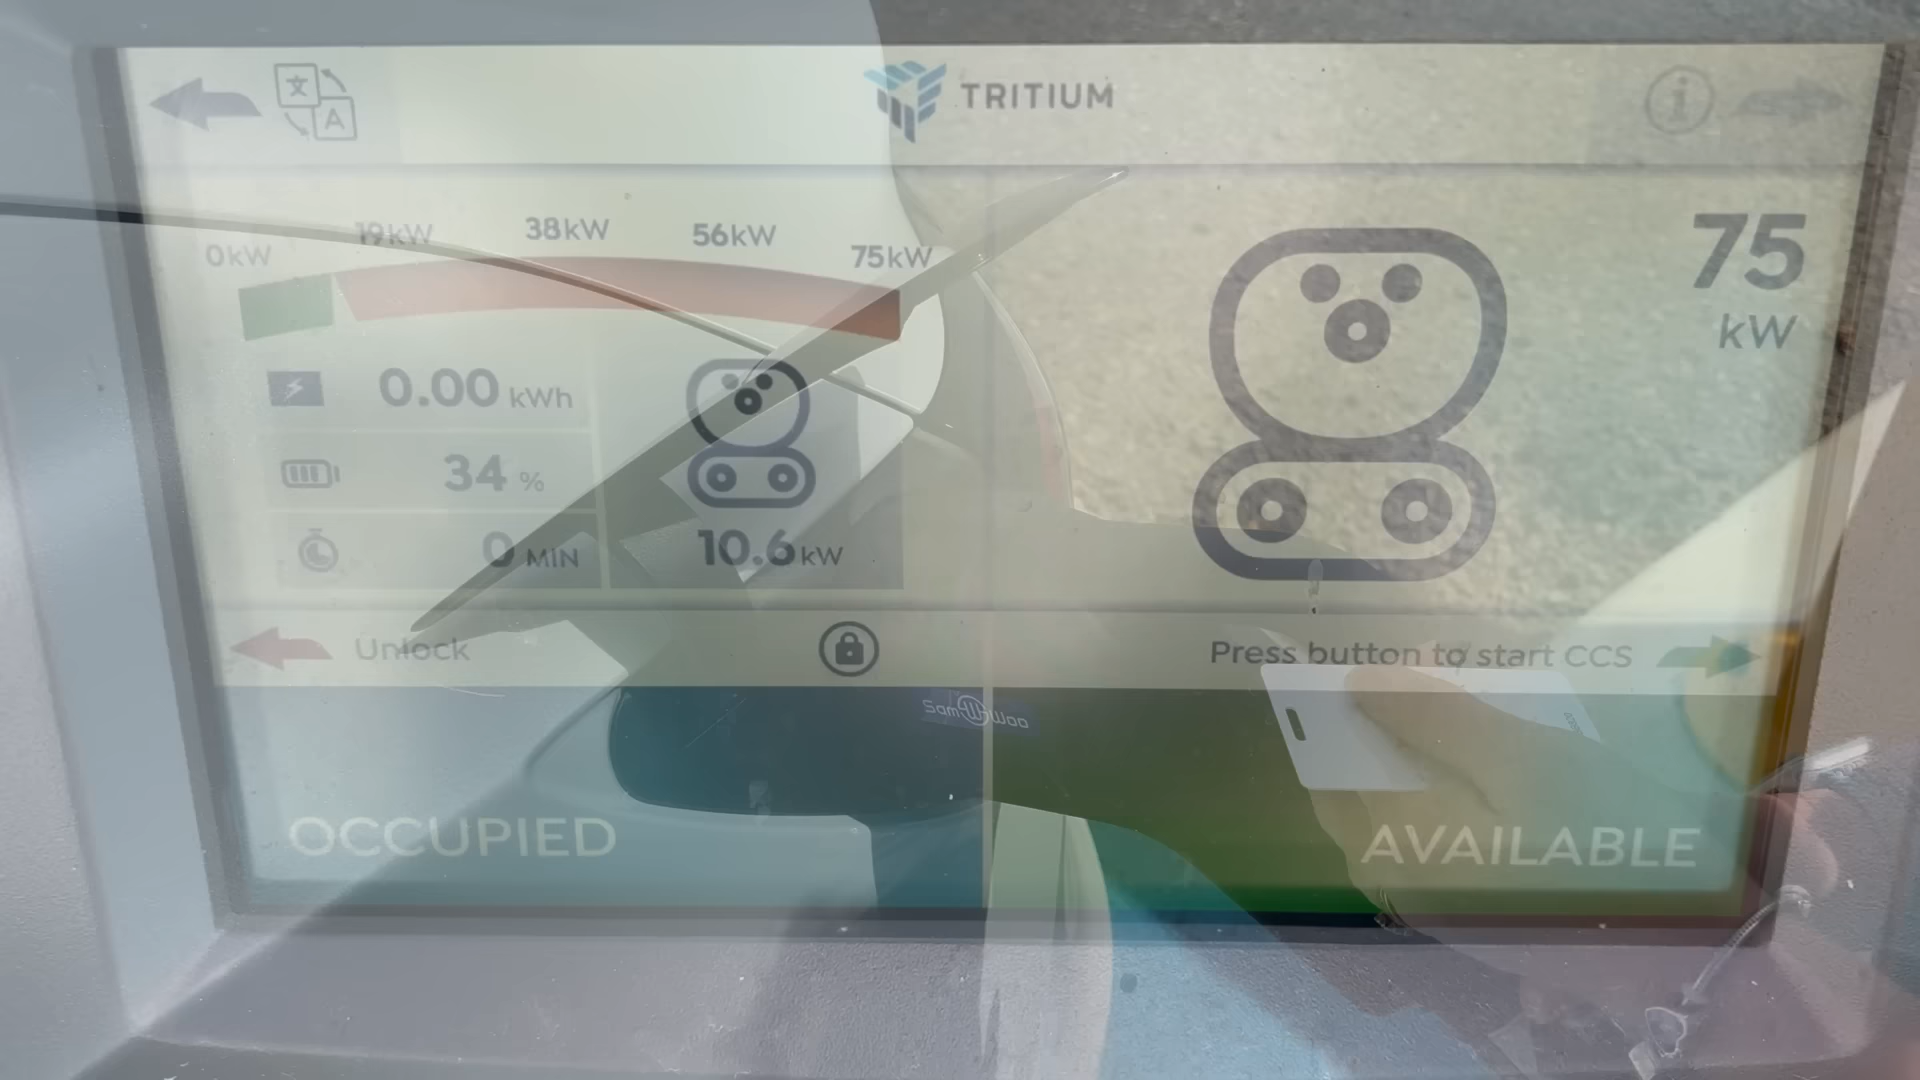 TRITIUM
0kW 19kW 38kW 56kW 75kW
75
kW
0.00 kWh
34 %
0 MIN
10.6 kW
Unlock
Press button to start CCS
SamWoo
OCCUPIED
AVAILABLE